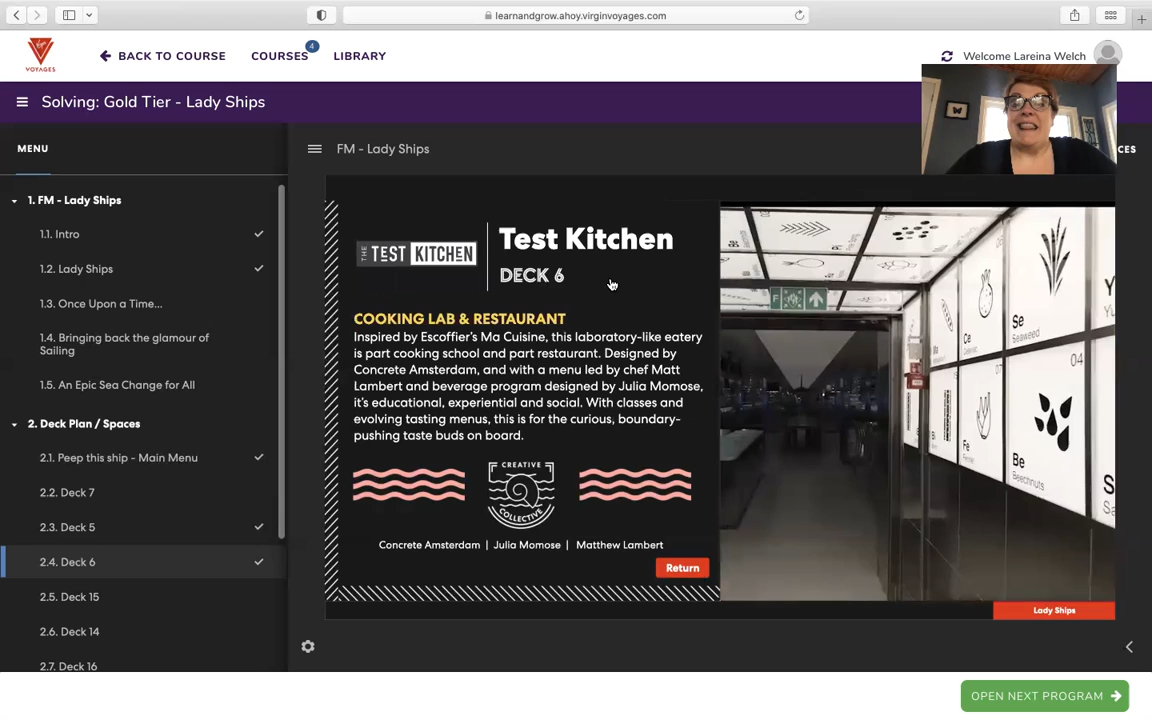 learnandgrow.ahoy.virginvoyages.com
VOYAGES
BACK TO COURSE
COURSES
4
LIBRARY
Welcome Lareina Welch
Solving: Gold Tier - Lady Ships
MENU
FM - Lady Ships
CES
1. FM - Lady Ships
1.1. Intro
1.2. Lady Ships
1.3. Once Upon a Time...
1.4. Bringing back the glamour of
Sailing
1.5. An Epic Sea Change for All
2. Deck Plan / Spaces
2.1. Peep this ship - Main Menu
2.2. Deck 7
2.3. Deck 5
2.4. Deck 6
2.5. Deck 15
2.6. Deck 14
2.7. Deck 16
THE TEST KITCHEN
Test Kitchen
DECK 6
COOKING LAB & RESTAURANT
Inspired by Escoffier's Ma Cuisine, this laboratory-like eatery
is part cooking school and part restaurant. Designed by
Concrete Amsterdam, and with a menu led by chef Matt
Lambert and beverage program designed by Julia Momose,
it's educational, experiential and social. With classes and
evolving tasting menus, this is for the curious, boundary-
pushing taste buds on board.
CREATIVE
COLLECTIVE
Concrete Amsterdam | Julia Momose | Matthew Lambert
Return
F
Se
Seaweed
Ce
04
Fe
Be
Beechnuts
Lady Ships
OPEN NEXT PROGRAM